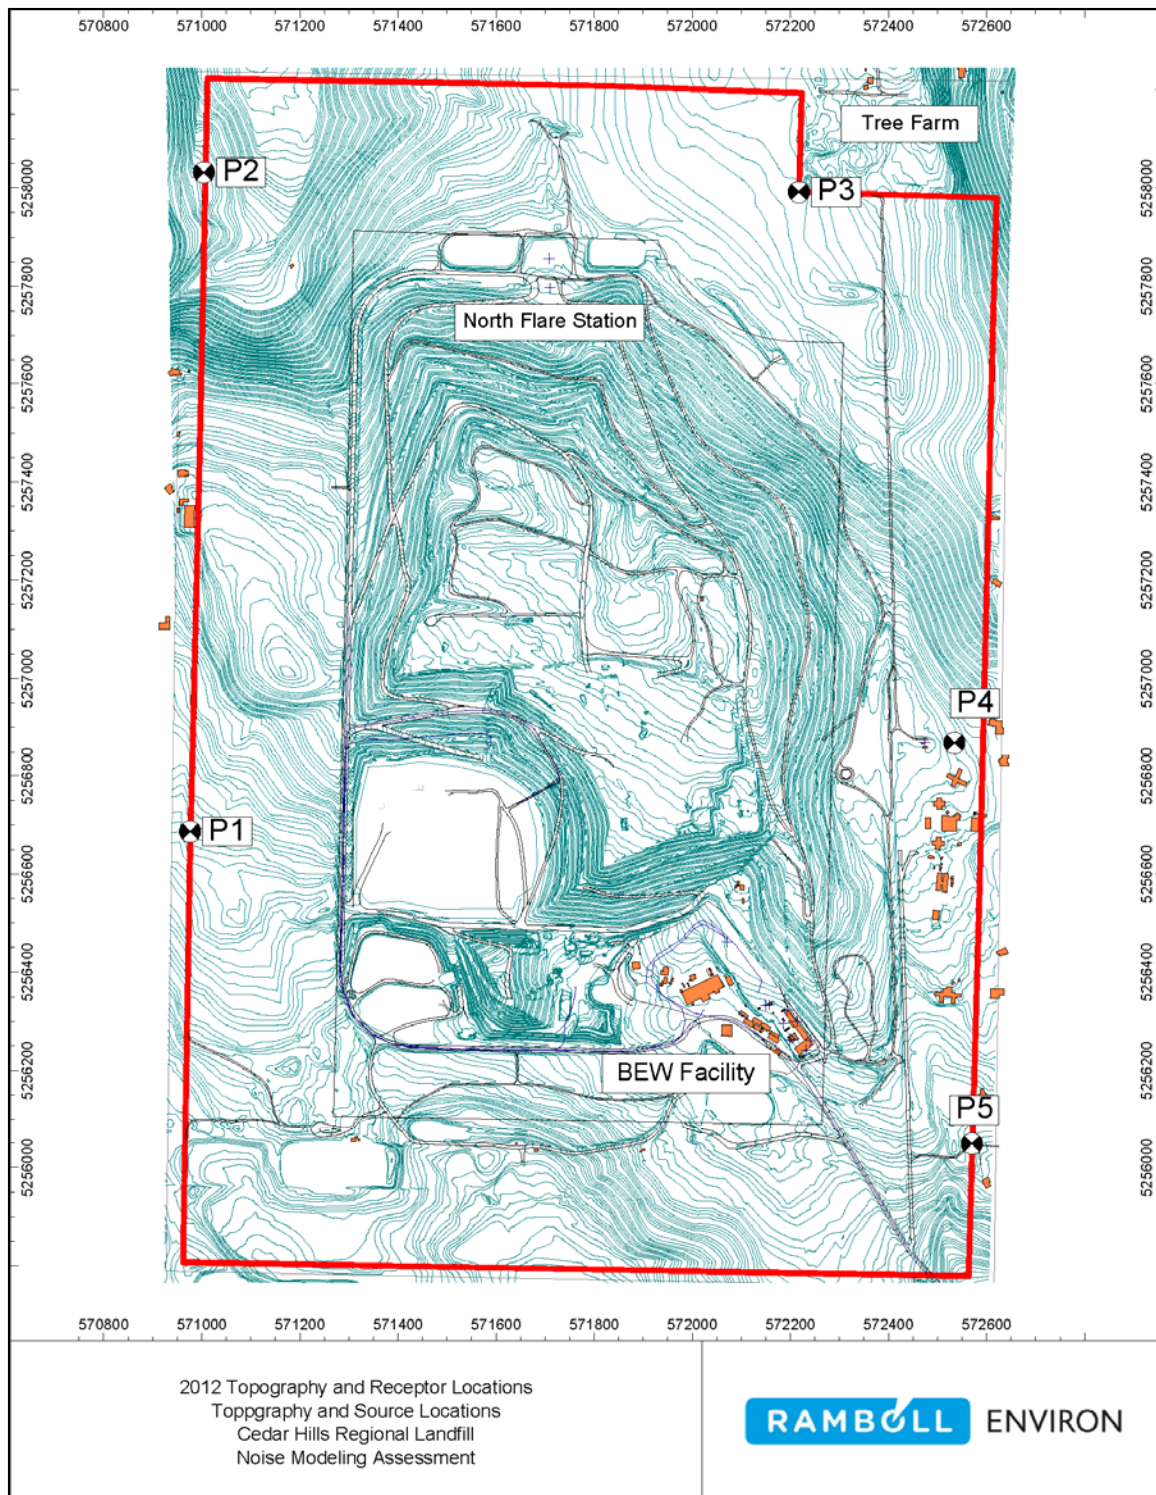 570800 571000 571200 571400 571600 571800 572000 572200 572400 572600
Tree Farm
P2
P3
5258000
5258000
5257800
5257800
North Flare Station
5257600
5257600
5257400
5257400
5257200
5257200
5257000
5257000
P4
5256800
5256800
P1
5256600
5256600
5256400
5256400
BEW Facility
5256200
5256200
P5
5256000
5256000
570800 571000 571200 571400 571600 571800 572000 572200 572400 572600
2012 Topography and Receptor Locations
Toppgraphy and Source Locations
Cedar Hills Regional Landfill
Noise Modeling Assessment
RAMBOLL ENVIRON